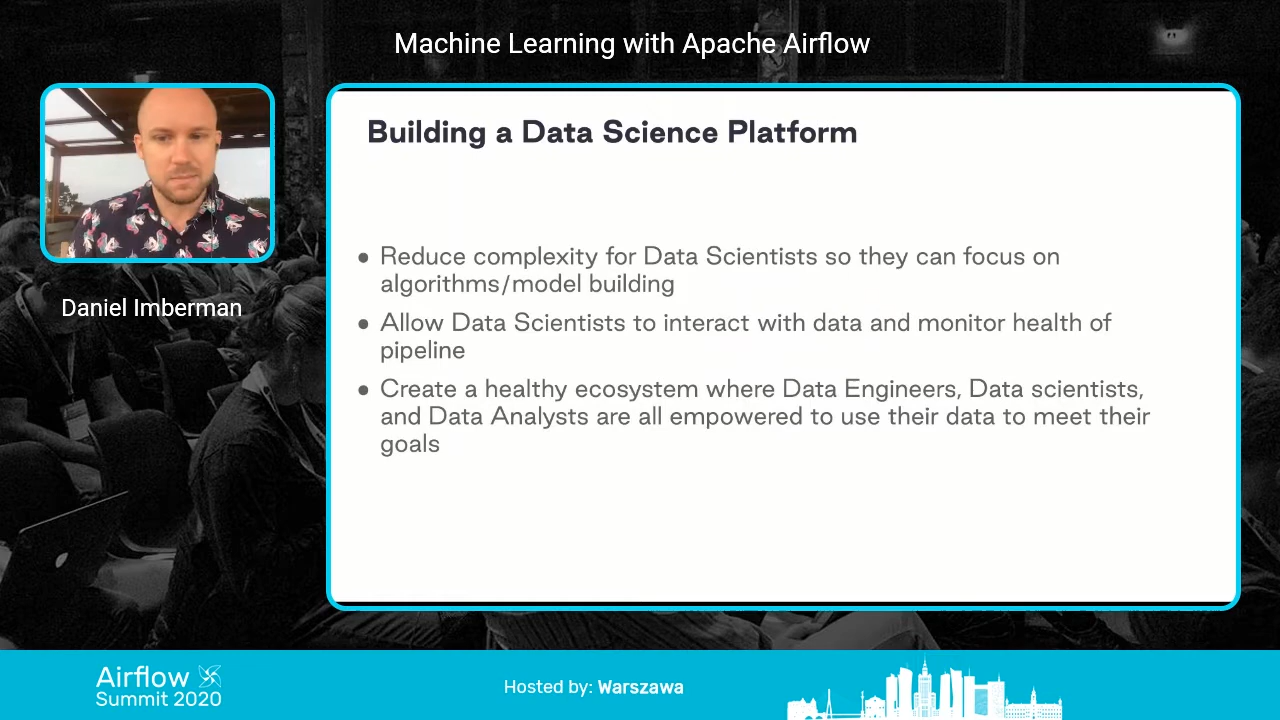 Machine Learning with Apache Airflow
Daniel Imberman
Building a Data Science Platform
● Reduce complexity for Data Scientists so they can focus on
algorithms/model building
● Allow Data Scientists to interact with data and monitor health of
pipeline
● Create a healthy ecosystem where Data Engineers, Data scientists,
and Data Analysts are all empowered to use their data to meet their
goals
Airflow
Summit 2020
Hosted by: Warszawa